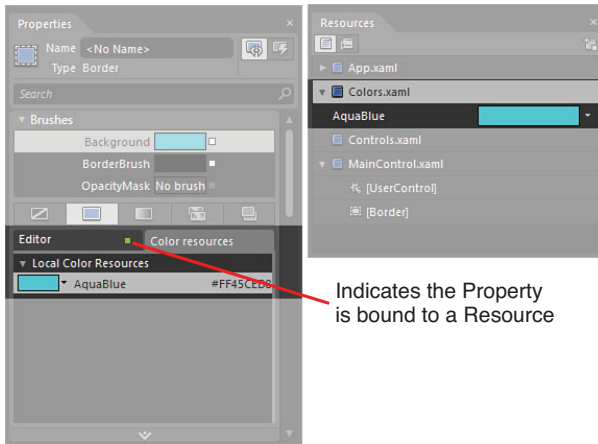 Properties
Name <No Name>
Type Border
Search
Brushes
Background
BorderBrush
OpacityMask No brush
Editor Color resources
Local Color Resources
AquaBlue #FF45CED8
Resources
App.xaml
Colors.xaml
AquaBlue
Controls.xaml
MainControl.xaml
[UserControl]
[Border]
Indicates the Property
is bound to a Resource